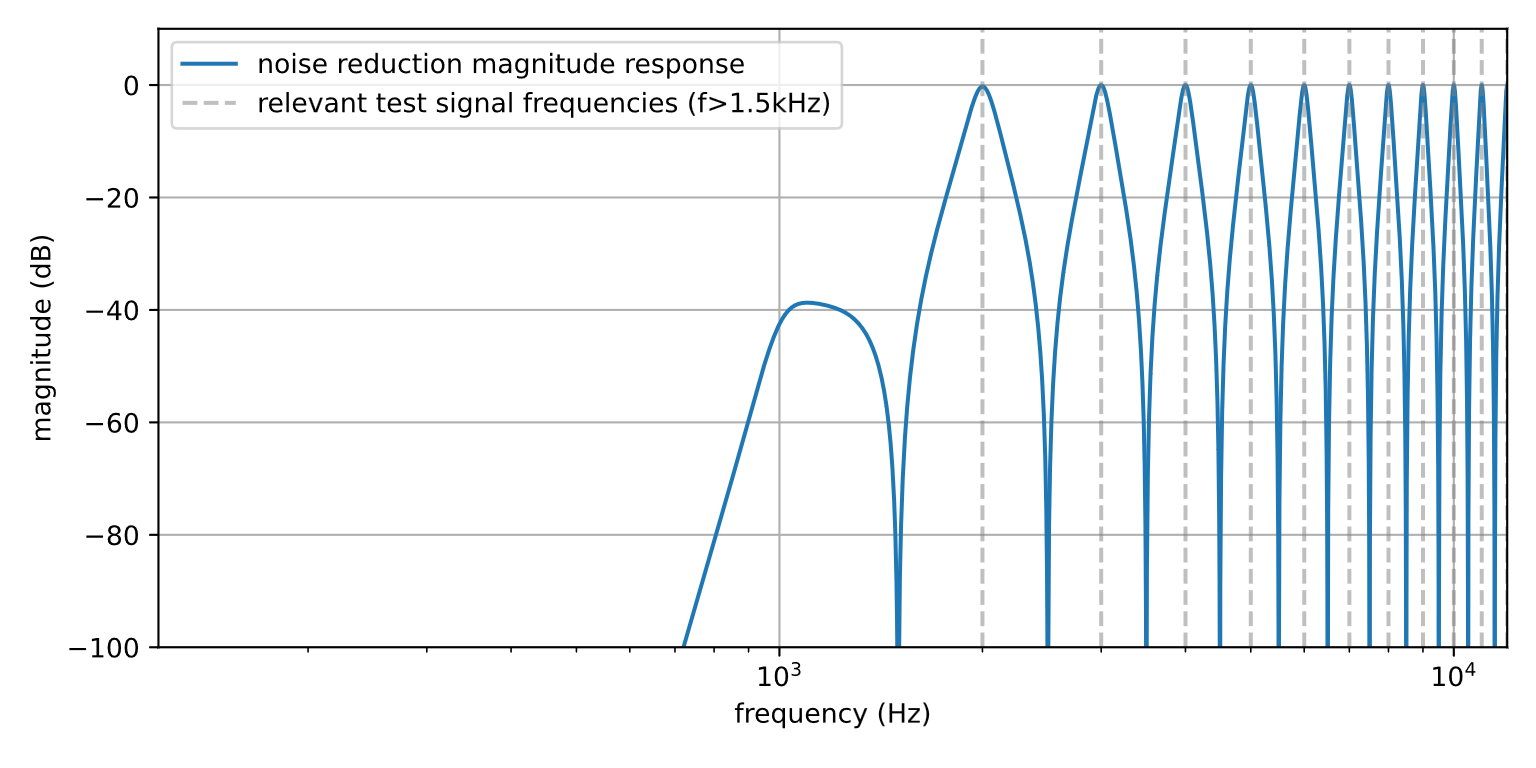 noise reduction magnitude response
relevant test signal frequencies (f>1.5kHz)
magnitude (dB)
0
−20
−40
−60
−80
−100
10³
10⁴
frequency (Hz)